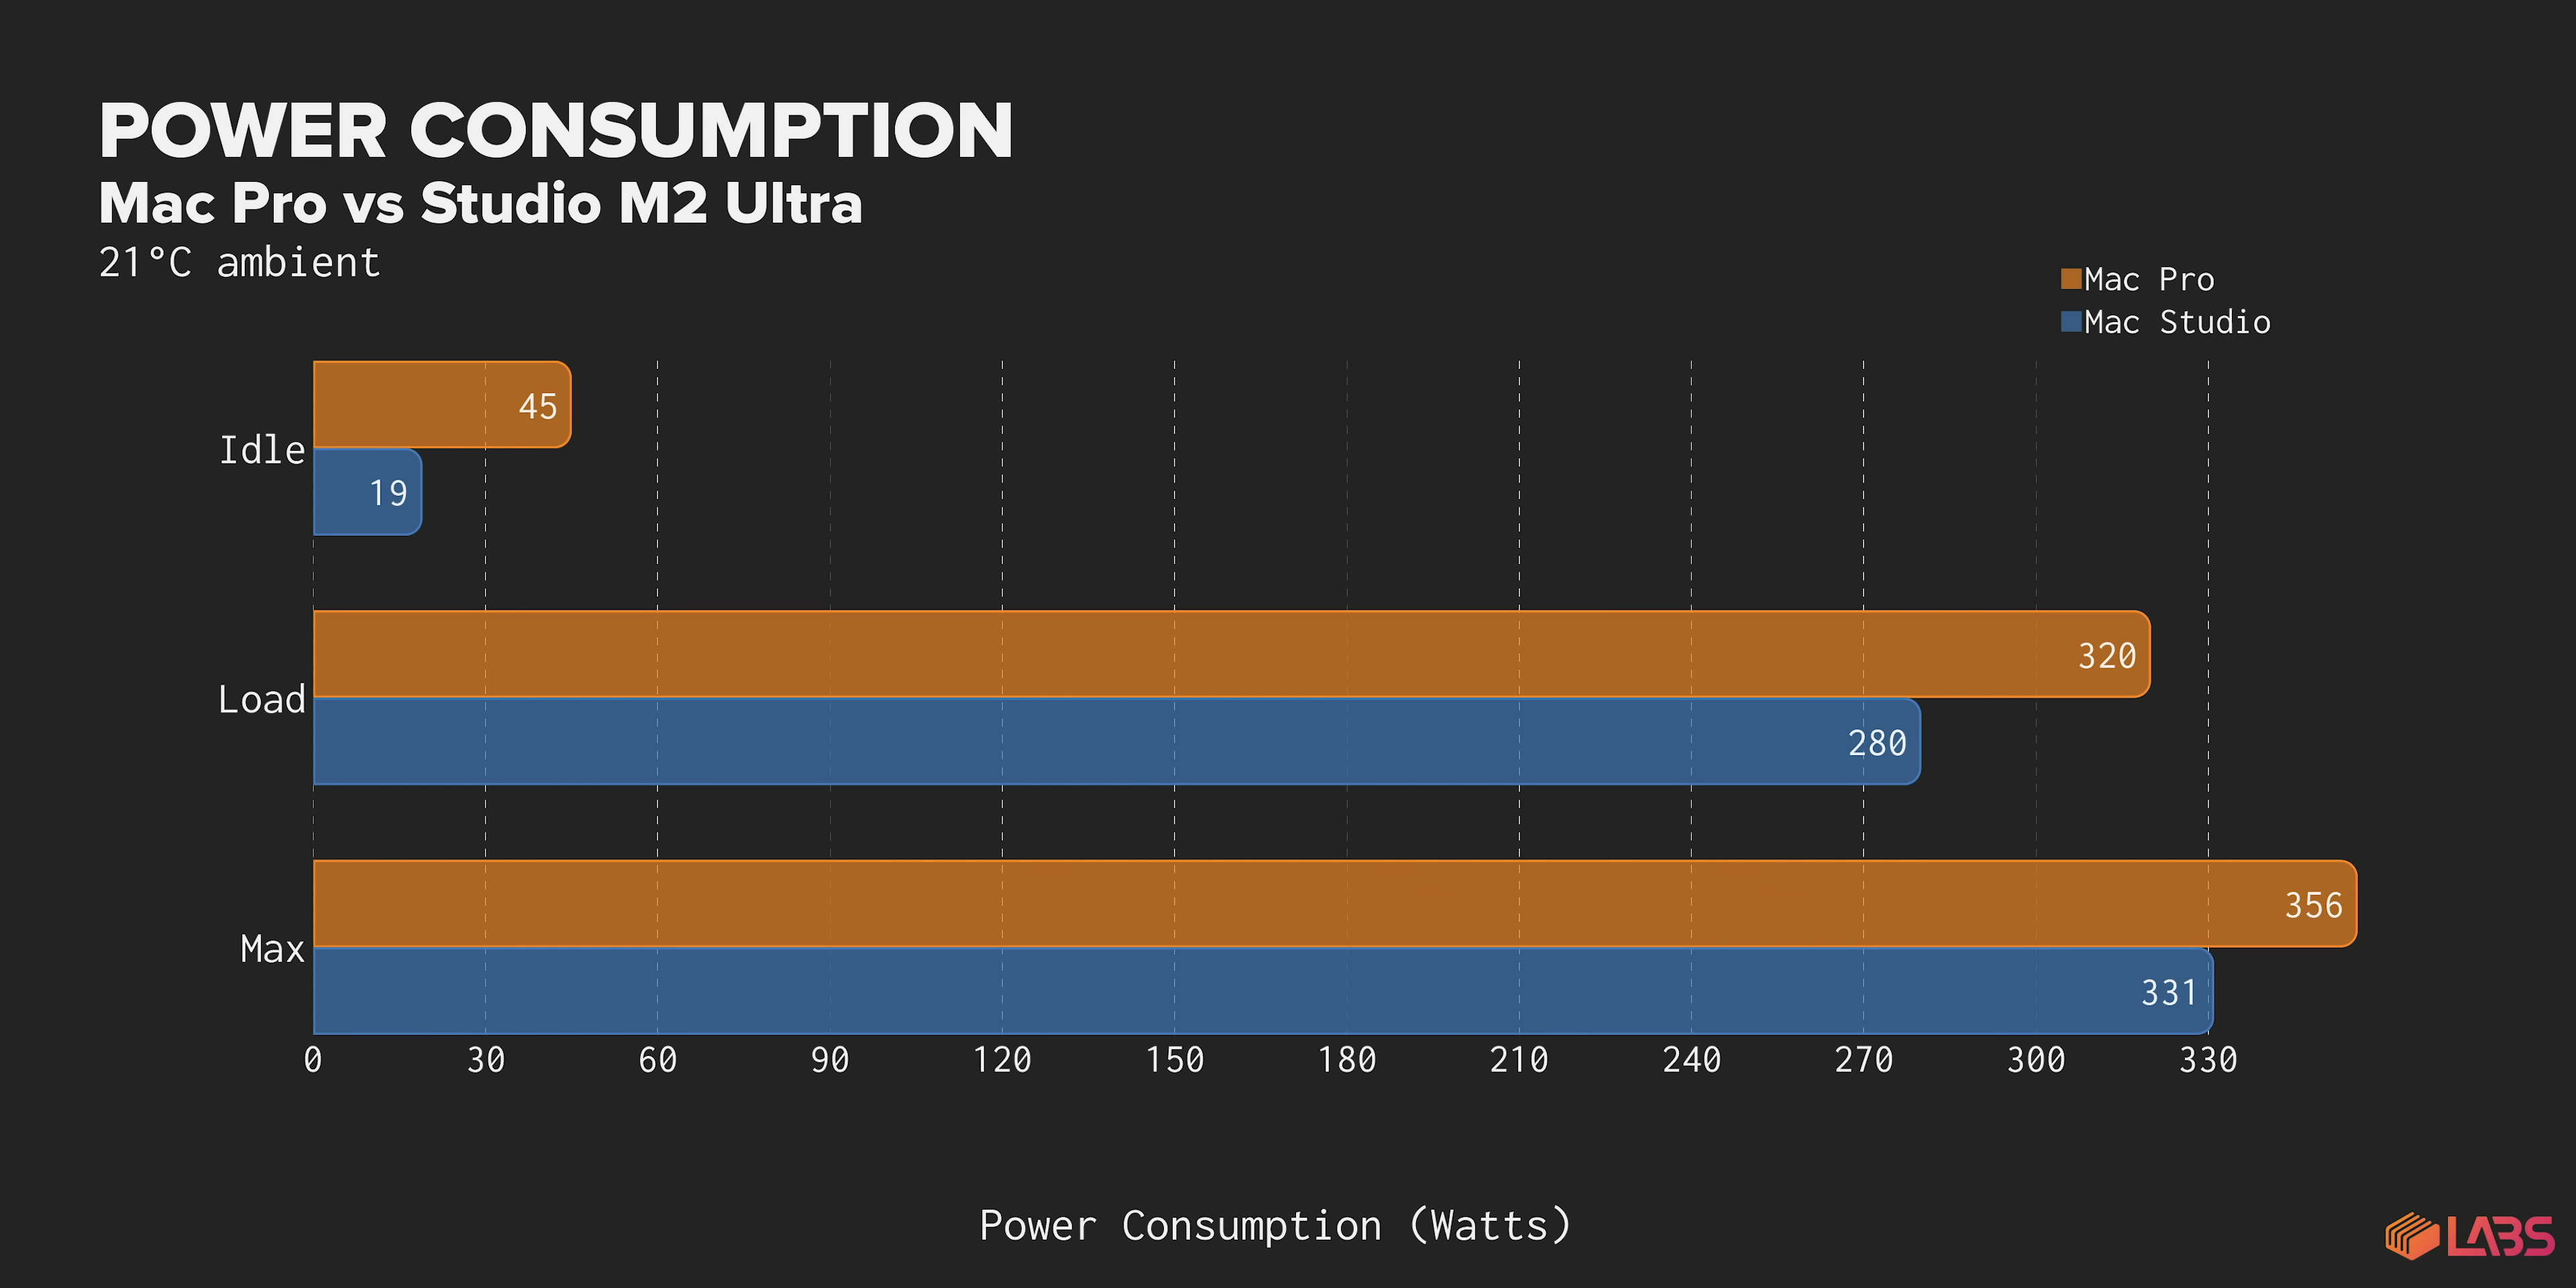 POWER CONSUMPTION
Mac Pro vs Studio M2 Ultra
21°C ambient
Mac Pro
Mac Studio
Idle
45
19
Load
320
280
Max
356
331
0 30 60 90 120 150 180 210 240 270 300 330
Power Consumption (Watts)
LABS